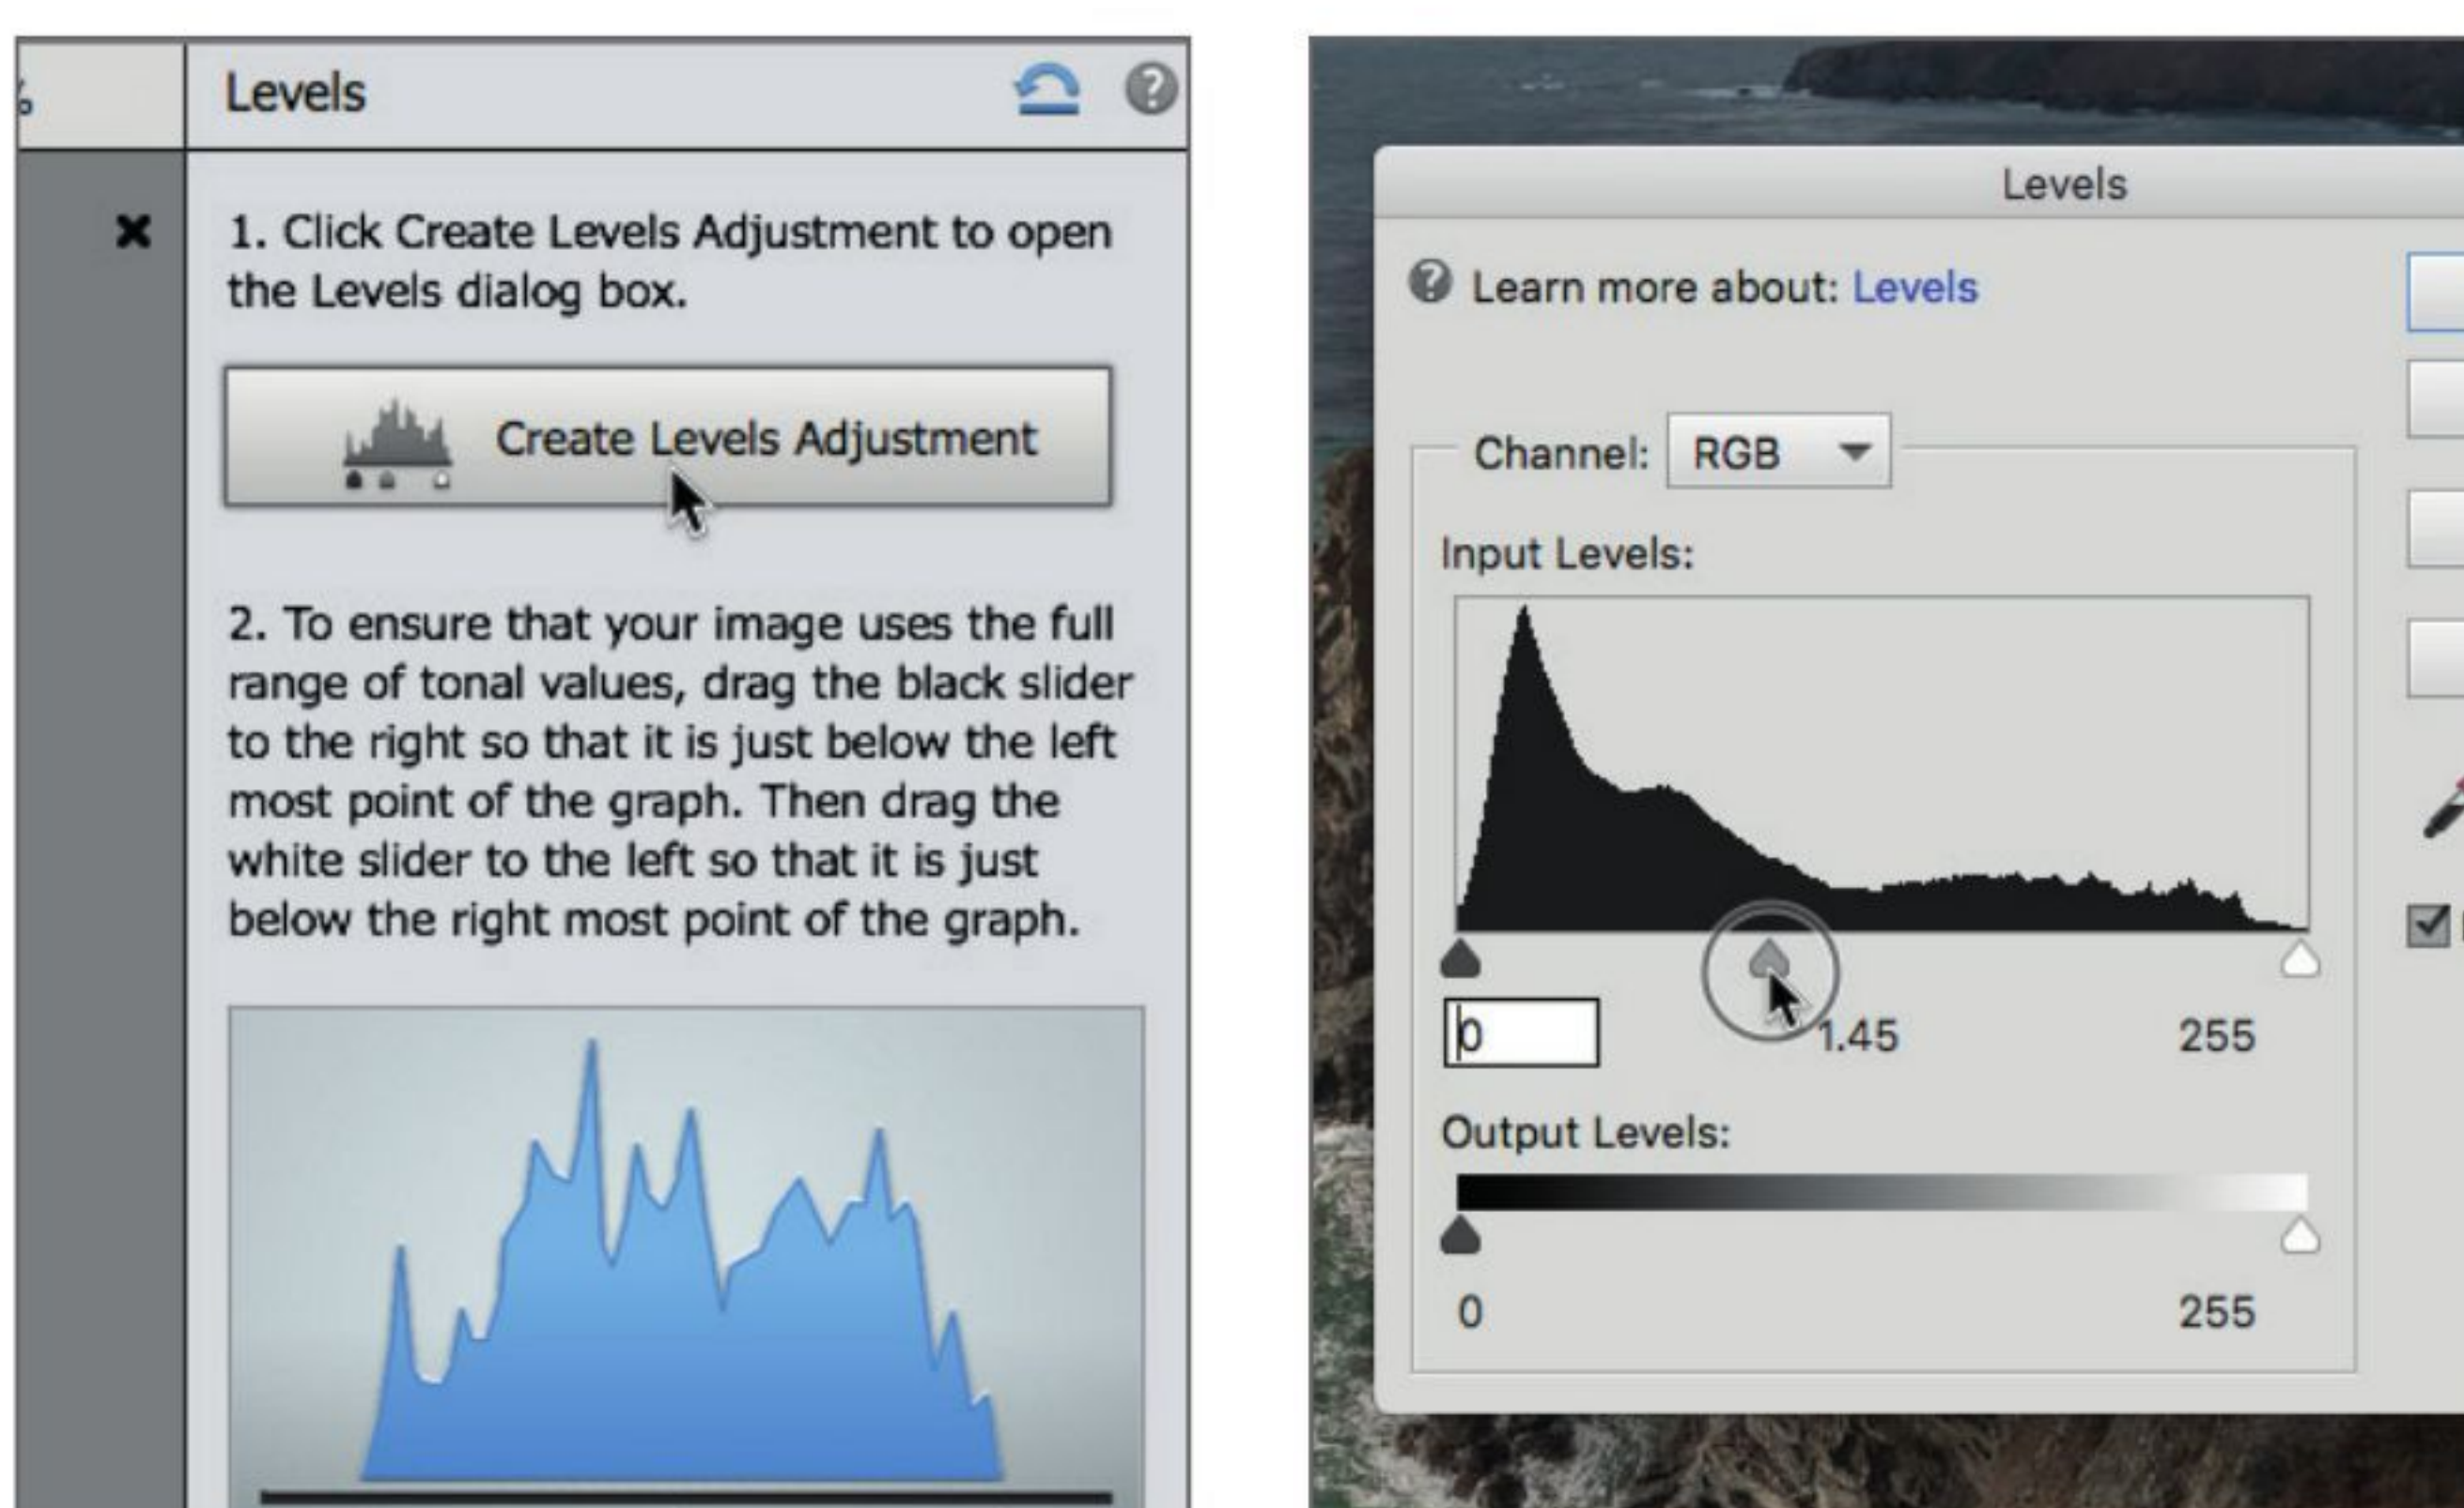 Levels
1. Click Create Levels Adjustment to open
the Levels dialog box.
Create Levels Adjustment
2. To ensure that your image uses the full
range of tonal values, drag the black slider
to the right so that it is just below the left
most point of the graph. Then drag the
white slider to the left so that it is just
below the right most point of the graph.
Levels
Learn more about: Levels
Channel: RGB
Input Levels:
0 1.45 255
Output Levels:
0 255